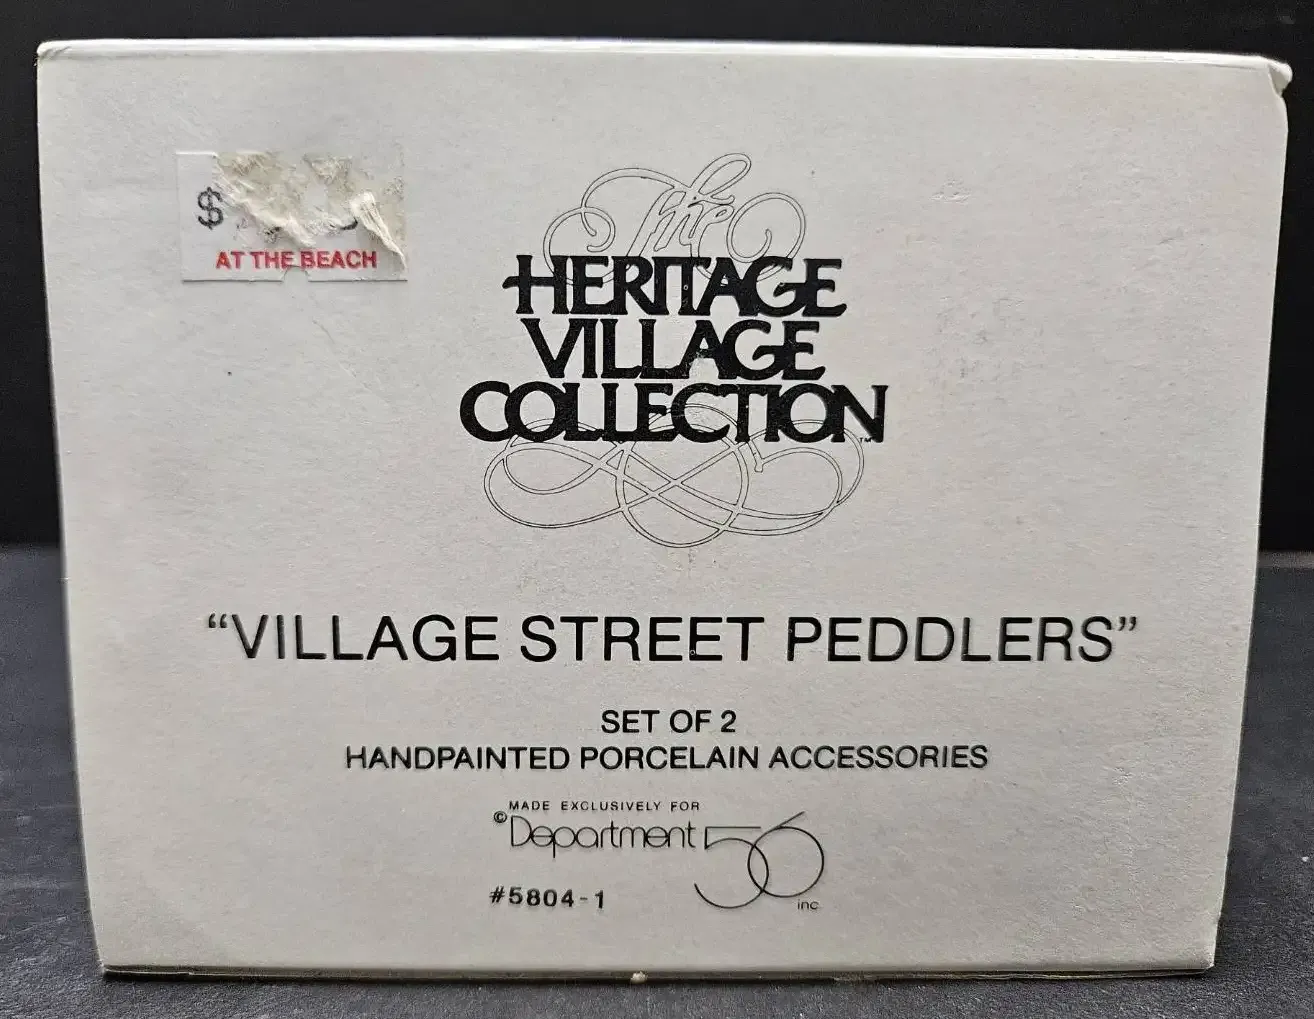 $
AT THE BEACH
The
HERITAGE
VILLAGE
COLLECTION™
“VILLAGE STREET PEDDLERS”
SET OF 2
HANDPAINTED PORCELAIN ACCESSORIES
MADE EXCLUSIVELY FOR
©Department 56
inc
#5804-1